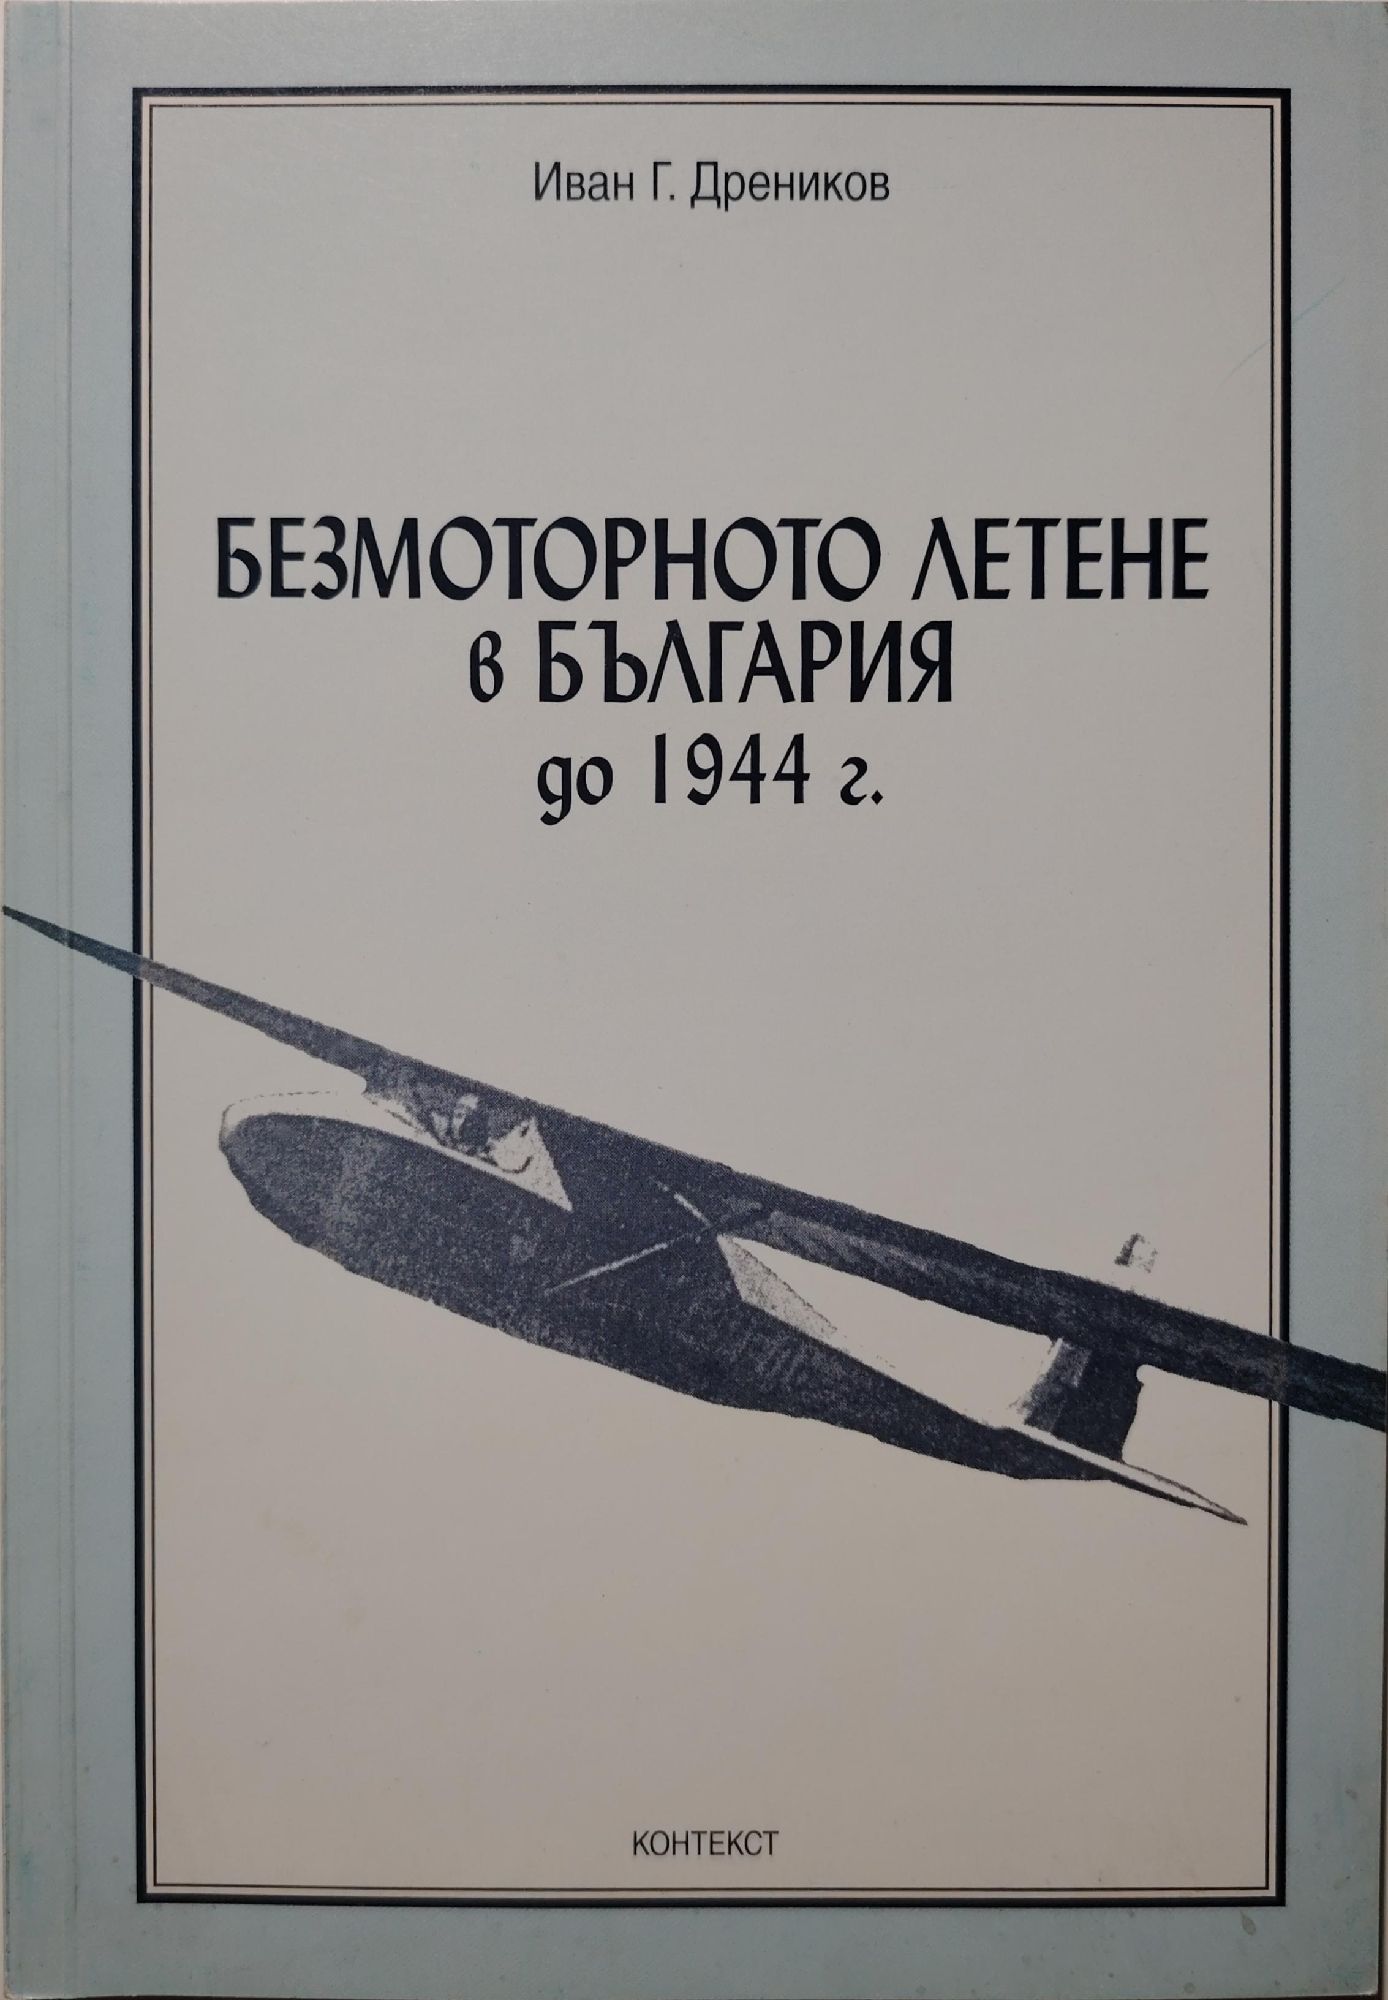 Иван Г. Дреников
БЕЗМОТОРНОТО ЛЕТЕНЕ
в БЪЛГАРИЯ
до 1944 г.
КОНТЕКСТ